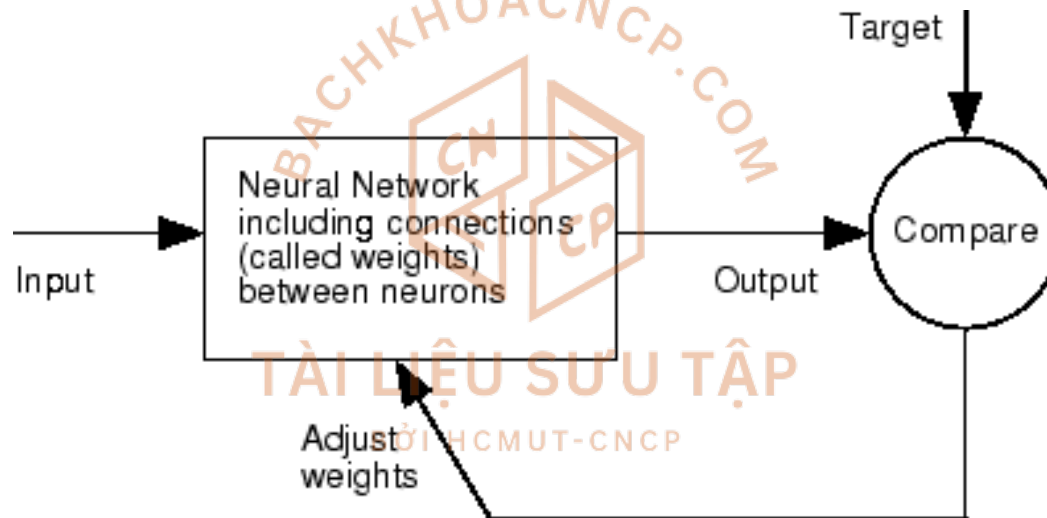 BACHKHOACNCP.COM
Target
CN
CP
Neural Network
including connections
(called weights)
between neurons
Compare
Input
Output
TÀI LIỆU SƯU TẬP
BỞI HCMUT-CNCP
Adjust
weights